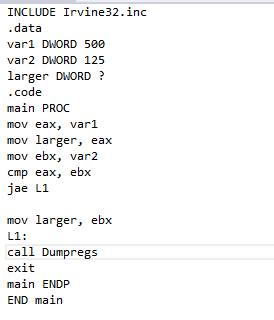 INCLUDE Irvine32.inc
.data
var1 DWORD 500
var2 DWORD 125
larger DWORD ?
.code
main PROC
mov eax, var1
mov larger, eax
mov ebx, var2
cmp eax, ebx
jae L1
mov larger, ebx
L1:
call Dumpregs
exit
main ENDP
END main